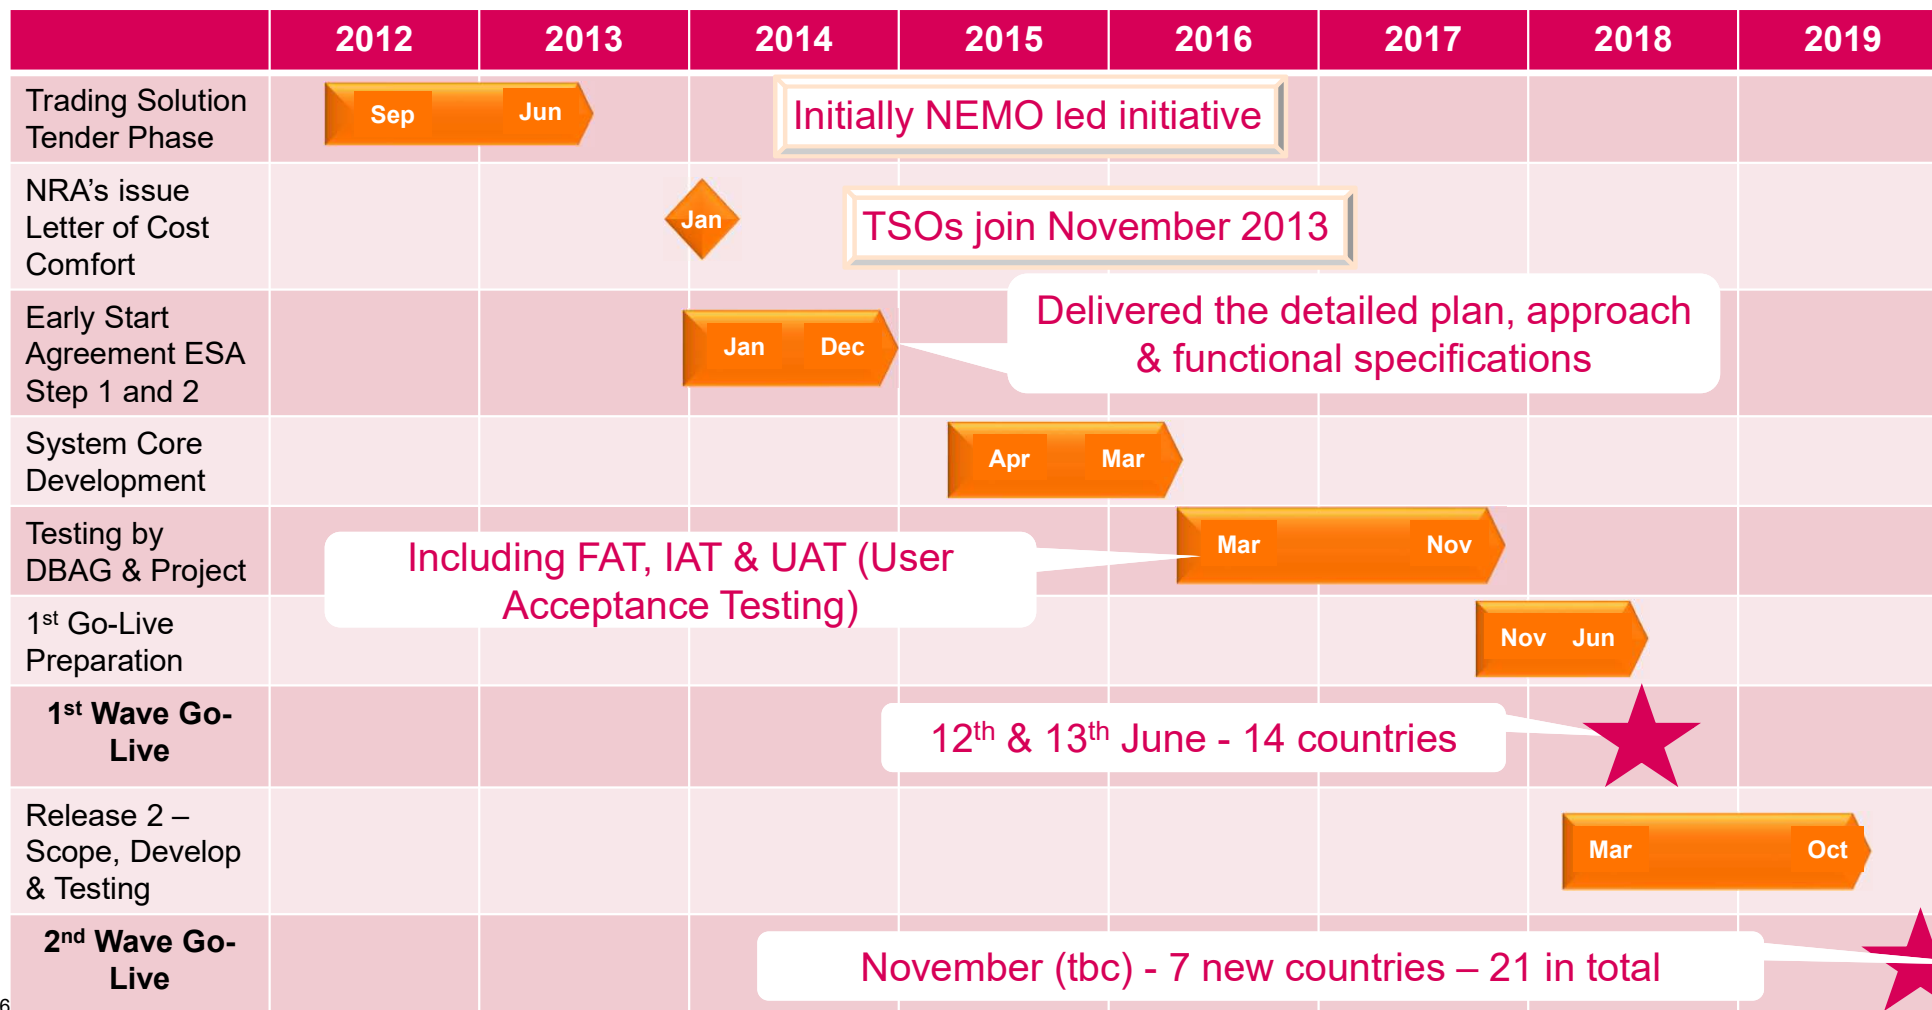 2012 2013 2014 2015 2016 2017 2018 2019
Trading Solution
Tender Phase
Sep Jun
Initially NEMO led initiative
NRA's issue
Letter of Cost
Comfort
Jan
TSOs join November 2013
Early Start
Agreement ESA
Step 1 and 2
Jan Dec
Delivered the detailed plan, approach
& functional specifications
System Core
Development
Apr Mar
Testing by
DBAG & Project
Including FAT, IAT & UAT (User
Acceptance Testing)
Mar Nov
1st Go-Live
Preparation
Nov Jun
1st Wave Go-
Live
12th & 13th June - 14 countries
Release 2 –
Scope, Develop
& Testing
Mar Oct
2nd Wave Go-
Live
November (tbc) - 7 new countries – 21 in total
6